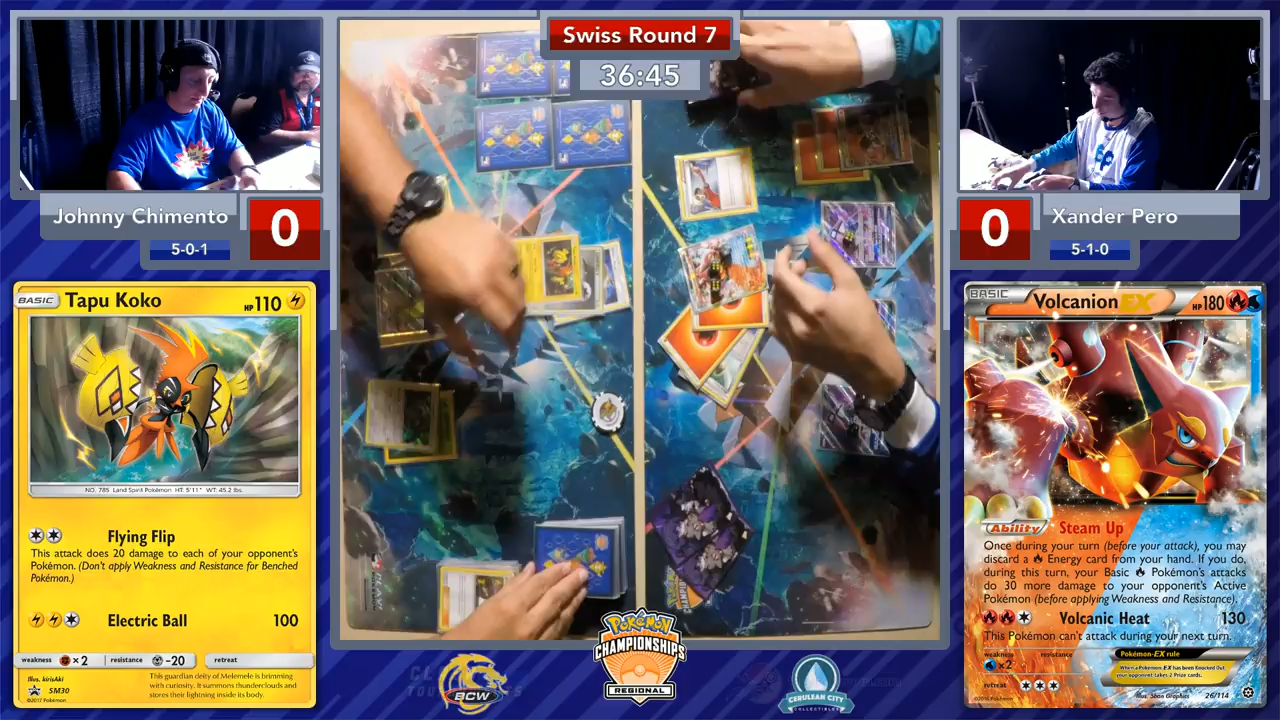 Swiss Round 7
36:45
Johnny Chimento
0
5-0-1
0
Xander Pero
5-1-0
BASIC Tapu Koko HP110
NO. 785 Land Spirit Pokémon HT: 5'11" WT: 45.2 lbs.
Flying Flip
This attack does 20 damage to each of your opponent's
Pokémon. (Don't apply Weakness and Resistance for Benched
Pokémon.)
Electric Ball 100
weakness ×2 resistance -20 retreat
Illus. kirisAki
SM30
©2017 Pokémon
This guardian deity of Melemele is brimming
with curiosity. It summons thunderclouds and
stores their lightning inside its body.
BASIC Volcanion EX HP180
Ability Steam Up
Once during your turn (before your attack), you may
discard a Energy card from your hand. If you do,
during this turn, your Basic Pokémon's attacks
do 30 more damage to your opponent's Active
Pokémon (before applying Weakness and Resistance).
Volcanic Heat 130
This Pokémon can't attack during your next turn.
weakness resistance
×2
retreat
Pokémon-EX rule
When a Pokémon-EX has been Knocked Out,
your opponent takes 2 Prize cards.
26/114
BCW
Pokémon
CHAMPIONSHIPS
REGIONAL
CERULEAN CITY
COLLECTIBLES